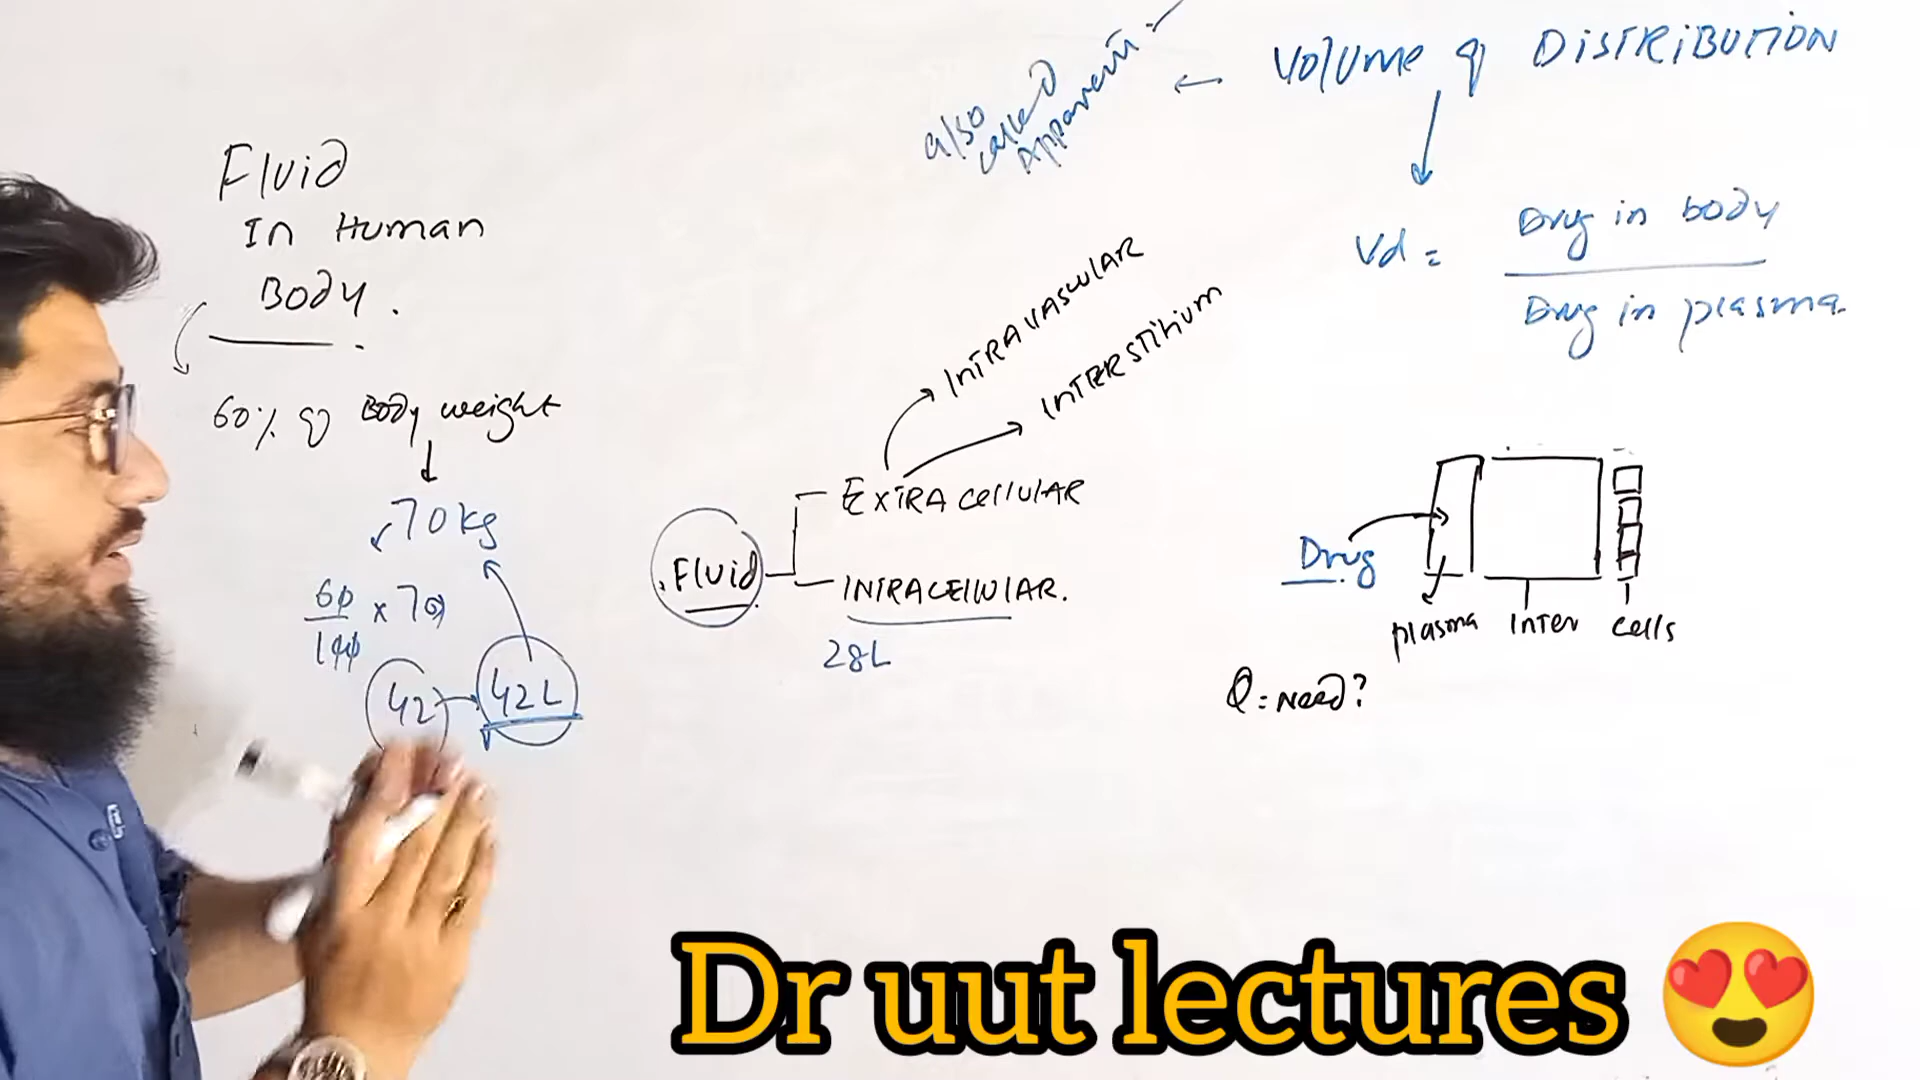 Volume of DISTRIBUTION
also
called
Apparent
Vd = Drug in body
Drug in plasma
Fluid
In Human
Body.
60% of Body weight
70kg
60/100 x 70
42 → 42L
.Fluid.
EXTRACELLULAR
INTRAVASCULAR
INTERSTITIUM
INTRACELLULAR.
28L
Drug
plasma Inter cells
Q = Need?
Dr uut lectures 😍